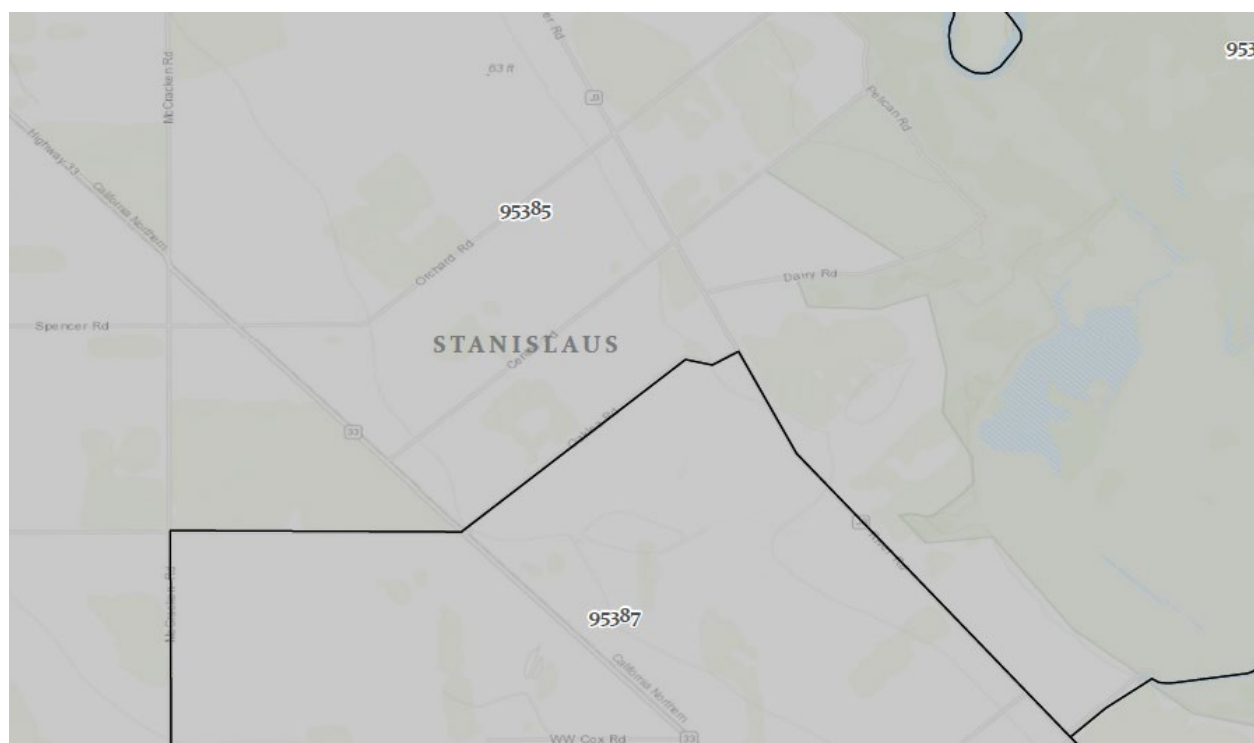 McCracken Rd
63 ft
953
Pelican Rd
Highway 33
California Northern
95385
Orchard Rd
Dairy Rd
Spencer Rd
STANISLAUS
33
McCracken Rd
95387
California Northern
WW Cox Rd
33